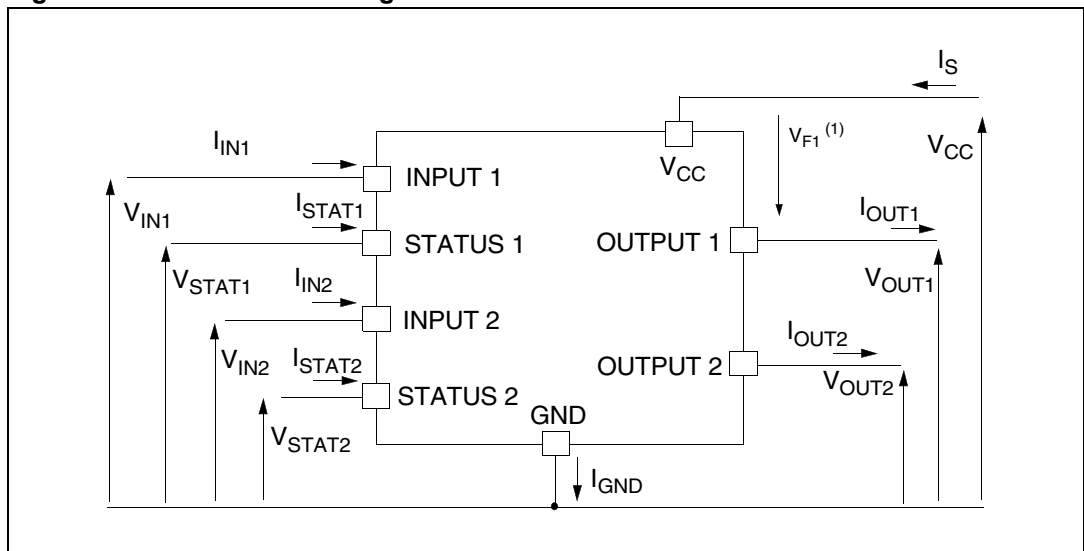 I_S
V_F1 (1)
V_CC
V_CC
I_IN1
INPUT 1
V_IN1
I_STAT1
STATUS 1
OUTPUT 1
I_OUT1
V_STAT1
V_OUT1
I_IN2
INPUT 2
I_OUT2
V_IN2
I_STAT2
OUTPUT 2
V_OUT2
STATUS 2
GND
V_STAT2
I_GND